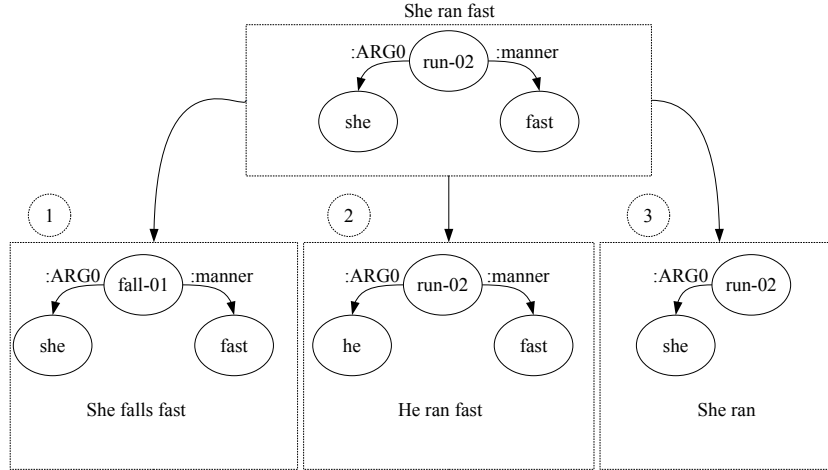 She ran fast
:ARG0 run-02 :manner
she fast
1 2 3
:ARG0 fall-01 :manner
she fast
She falls fast
:ARG0 run-02 :manner
he fast
He ran fast
:ARG0 run-02
she
She ran